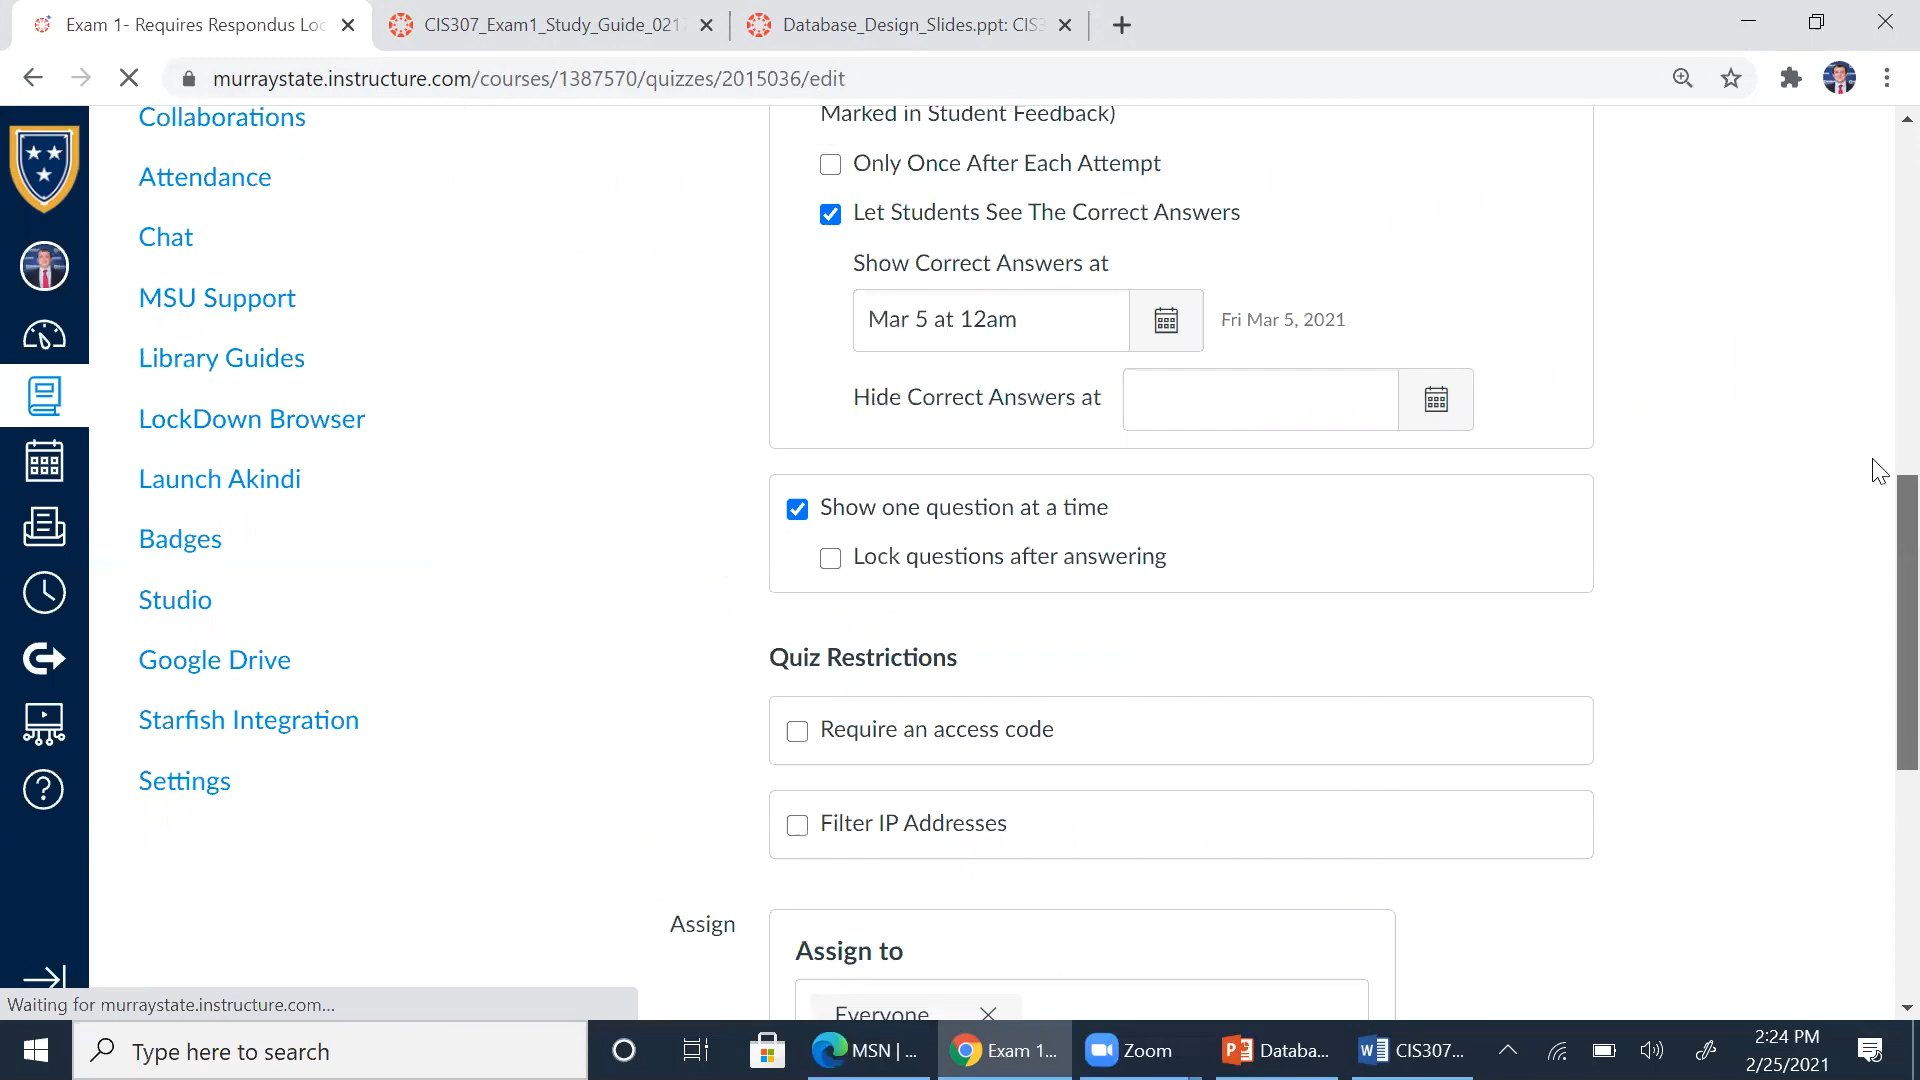 Exam 1- Requires Respondus Loc
CIS307_Exam1_Study_Guide_021
Database_Design_Slides.ppt: CIS3
murraystate.instructure.com/courses/1387570/quizzes/2015036/edit
Collaborations
Attendance
Chat
MSU Support
Library Guides
LockDown Browser
Launch Akindi
Badges
Studio
Google Drive
Starfish Integration
Settings
Marked in Student Feedback)
Only Once After Each Attempt
Let Students See The Correct Answers
Show Correct Answers at
Mar 5 at 12am
Fri Mar 5, 2021
Hide Correct Answers at
Show one question at a time
Lock questions after answering
Quiz Restrictions
Require an access code
Filter IP Addresses
Assign
Assign to
Everyone
Waiting for murraystate.instructure.com...
Type here to search
MSN | ...
Exam 1...
Zoom
Databa...
CIS307...
2:24 PM
2/25/2021